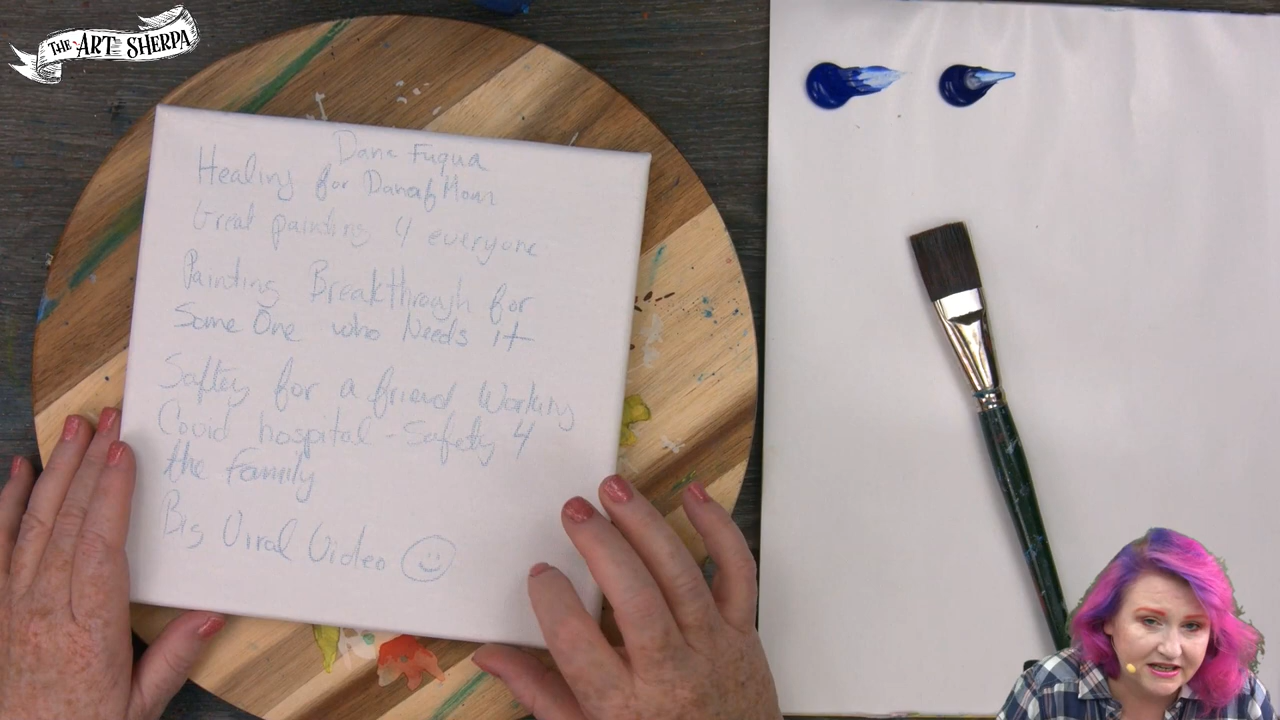 THE ART SHERPA
Dana Fuqua
Healing for Dana & Mom
Great painting 4 everyone
Painting Breakthrough for
Some One who Needs it
Saftey for a friend Working
Covid hospital - Safety 4
the Family
Big Viral Video